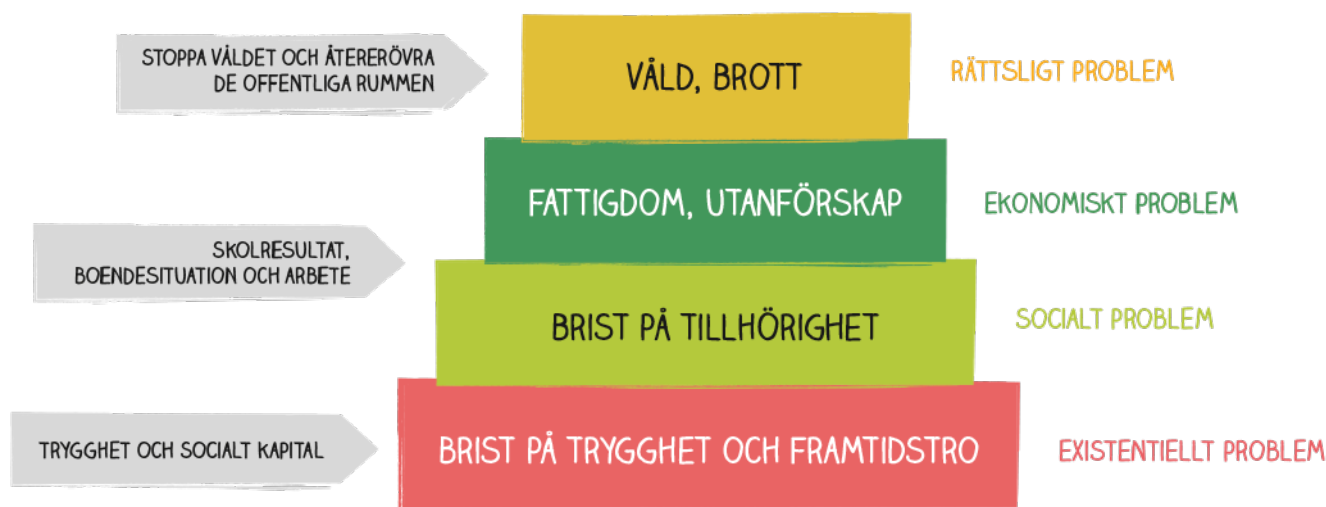 STOPPA VÅLDET OCH ÅTERERÖVRA
DE OFFENTLIGA RUMMEN
VÅLD, BROTT
RÄTTSLIGT PROBLEM
FATTIGDOM, UTANFÖRSKAP
EKONOMISKT PROBLEM
SKOLRESULTAT,
BOENDESITUATION OCH ARBETE
BRIST PÅ TILLHÖRIGHET
SOCIALT PROBLEM
TRYGGHET OCH SOCIALT KAPITAL
BRIST PÅ TRYGGHET OCH FRAMTIDSTRO
EXISTENTIELLT PROBLEM